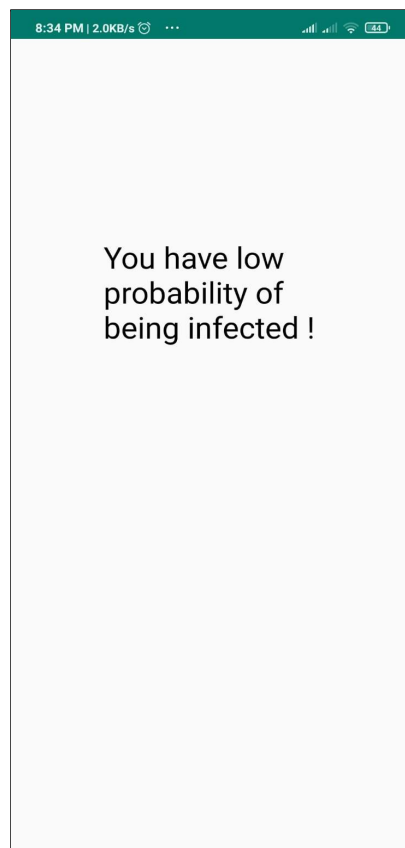 8:34 PM | 2.0KB/s ... 44
You have low
probability of
being infected !